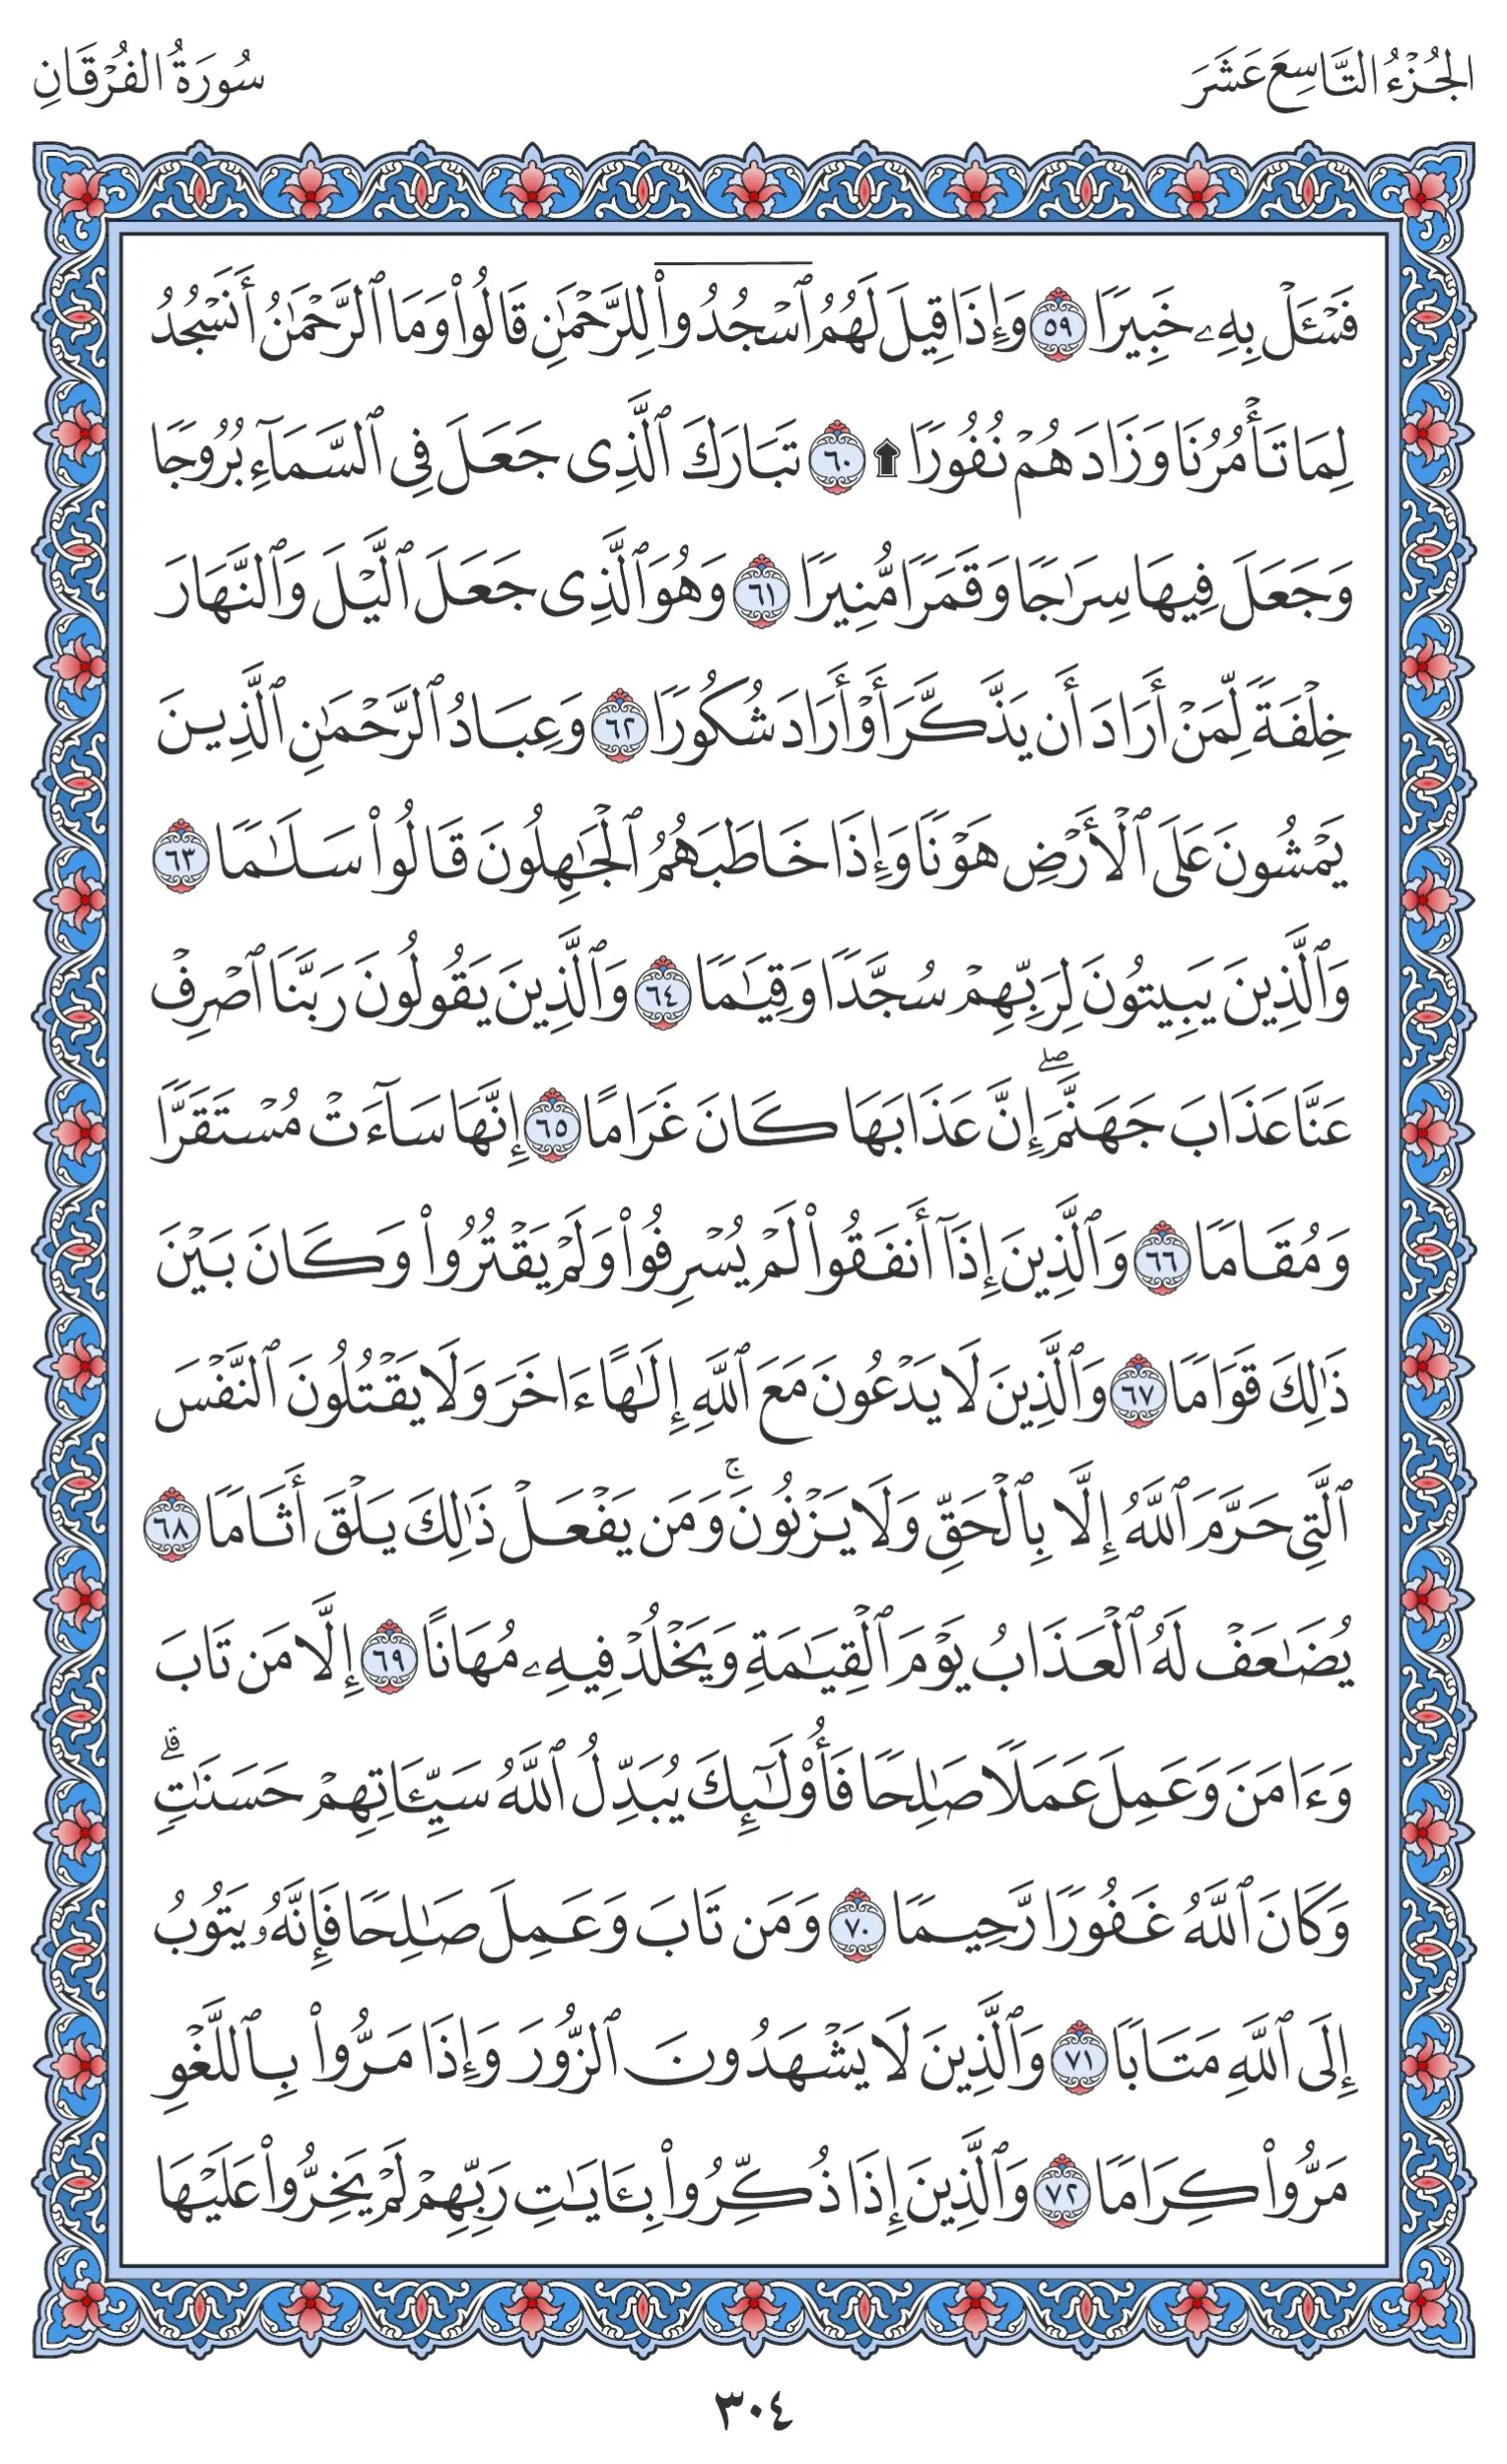 الجُزْءُ التَّاسِعَ عَشَرَ
سُورَةُ الفُرْقَانِ
فَسْـَٔلْ بِهِۦ خَبِيرًا ٥٩ وَإِذَا قِيلَ لَهُمُ ٱسْجُدُوا۟ لِلرَّحْمَٰنِ قَالُوا۟ وَمَا ٱلرَّحْمَٰنُ أَنَسْجُدُ
لِمَا تَأْمُرُنَا وَزَادَهُمْ نُفُورًا ۩ ٦٠ تَبَارَكَ ٱلَّذِى جَعَلَ فِى ٱلسَّمَآءِ بُرُوجًا
وَجَعَلَ فِيهَا سِرَٰجًا وَقَمَرًا مُّنِيرًا ٦١ وَهُوَ ٱلَّذِى جَعَلَ ٱلَّيْلَ وَٱلنَّهَارَ
خِلْفَةً لِّمَنْ أَرَادَ أَن يَذَّكَّرَ أَوْ أَرَادَ شُكُورًا ٦٢ وَعِبَادُ ٱلرَّحْمَٰنِ ٱلَّذِينَ
يَمْشُونَ عَلَى ٱلْأَرْضِ هَوْنًا وَإِذَا خَاطَبَهُمُ ٱلْجَٰهِلُونَ قَالُوا۟ سَلَٰمًا ٦٣
وَٱلَّذِينَ يَبِيتُونَ لِرَبِّهِمْ سُجَّدًا وَقِيَٰمًا ٦٤ وَٱلَّذِينَ يَقُولُونَ رَبَّنَا ٱصْرِفْ
عَنَّا عَذَابَ جَهَنَّمَ ۖ إِنَّ عَذَابَهَا كَانَ غَرَامًا ٦٥ إِنَّهَا سَآءَتْ مُسْتَقَرًّا
وَمُقَامًا ٦٦ وَٱلَّذِينَ إِذَآ أَنفَقُوا۟ لَمْ يُسْرِفُوا۟ وَلَمْ يَقْتُرُوا۟ وَكَانَ بَيْنَ
ذَٰلِكَ قَوَامًا ٦٧ وَٱلَّذِينَ لَا يَدْعُونَ مَعَ ٱللَّهِ إِلَٰهًا ءَاخَرَ وَلَا يَقْتُلُونَ ٱلنَّفْسَ
ٱلَّتِى حَرَّمَ ٱللَّهُ إِلَّا بِٱلْحَقِّ وَلَا يَزْنُونَ ۚ وَمَن يَفْعَلْ ذَٰلِكَ يَلْقَ أَثَامًا ٦٨
يُضَٰعَفْ لَهُ ٱلْعَذَابُ يَوْمَ ٱلْقِيَٰمَةِ وَيَخْلُدْ فِيهِۦ مُهَانًا ٦٩ إِلَّا مَن تَابَ
وَءَامَنَ وَعَمِلَ عَمَلًا صَٰلِحًا فَأُو۟لَٰٓئِكَ يُبَدِّلُ ٱللَّهُ سَيِّـَٔاتِهِمْ حَسَنَٰتٍ ۗ
وَكَانَ ٱللَّهُ غَفُورًا رَّحِيمًا ٧٠ وَمَن تَابَ وَعَمِلَ صَٰلِحًا فَإِنَّهُۥ يَتُوبُ
إِلَى ٱللَّهِ مَتَابًا ٧١ وَٱلَّذِينَ لَا يَشْهَدُونَ ٱلزُّورَ وَإِذَا مَرُّوا۟ بِٱللَّغْوِ
مَرُّوا۟ كِرَامًا ٧٢ وَٱلَّذِينَ إِذَا ذُكِّرُوا۟ بِـَٔايَٰتِ رَبِّهِمْ لَمْ يَخِرُّوا۟ عَلَيْهَا
٣٠٤